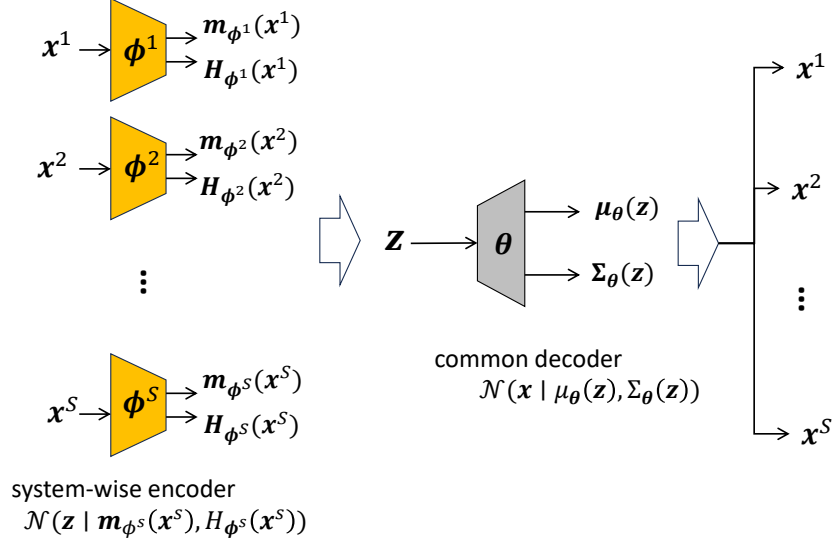 x¹ → ϕ¹ → m_ϕ¹(x¹)
H_ϕ¹(x¹)
x² → ϕ² → m_ϕ²(x²)
H_ϕ²(x²)
⋮
x^S → ϕ^S → m_ϕ^S(x^S)
H_ϕ^S(x^S)
system-wise encoder
𝒩(z | m_ϕ^s(x^s), H_ϕ^s(x^s))
z → θ → μ_θ(z)
Σ_θ(z)
common decoder
𝒩(x | μ_θ(z), Σ_θ(z))
x¹
x²
⋮
x^S